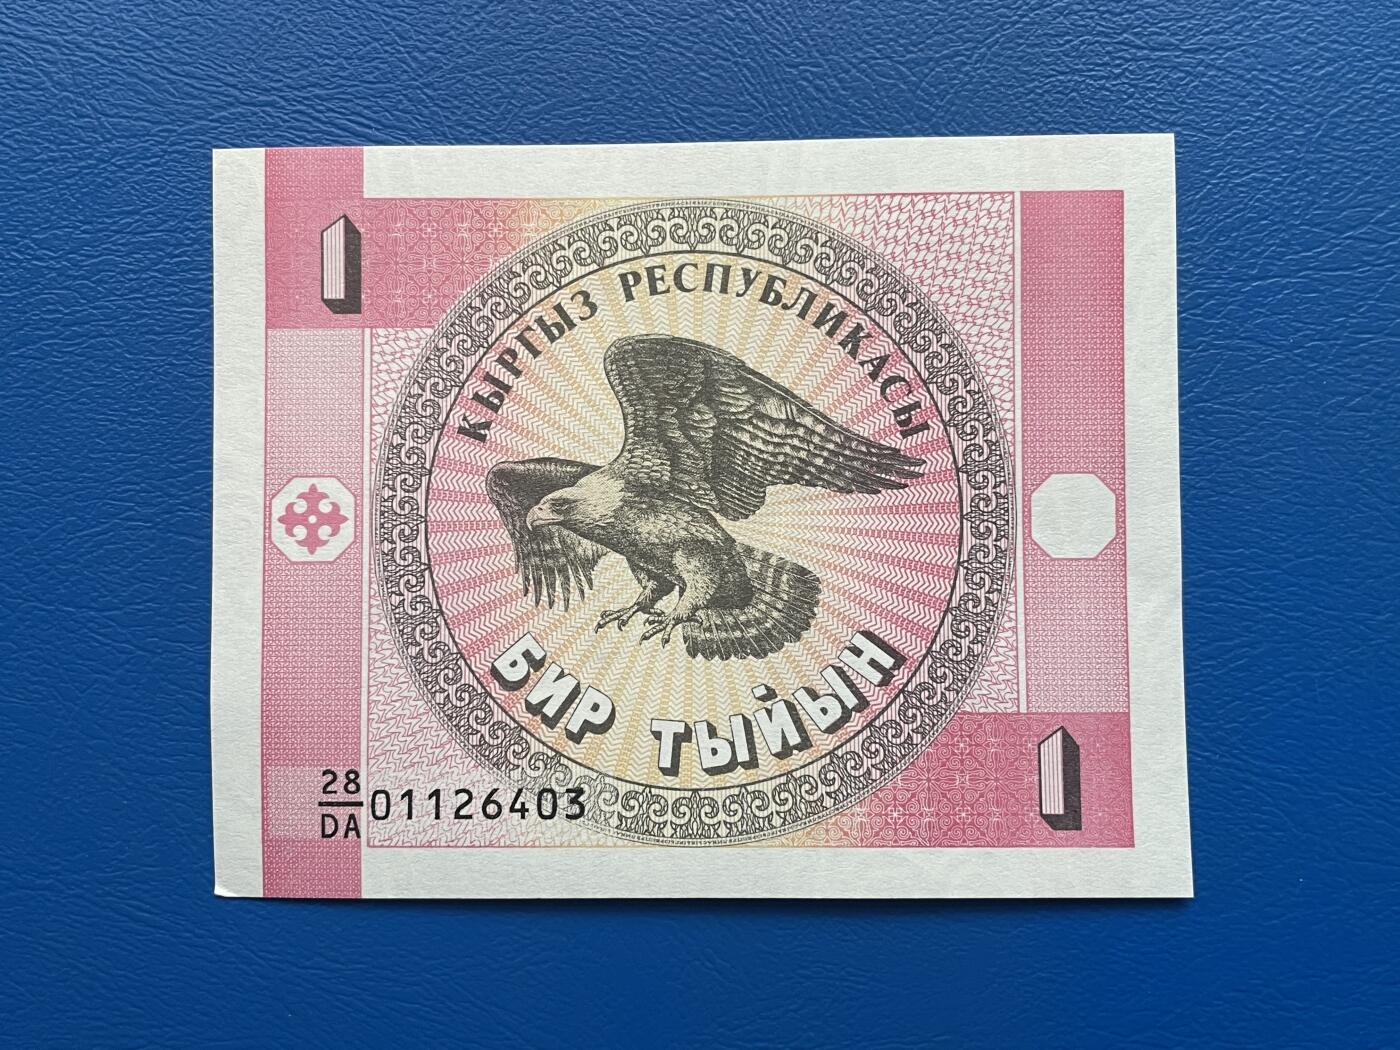 1
КЫРГЫЗ РЕСПУБЛИКАСЫ
БИР ТЫЙЫН
1
28
DA 01126403